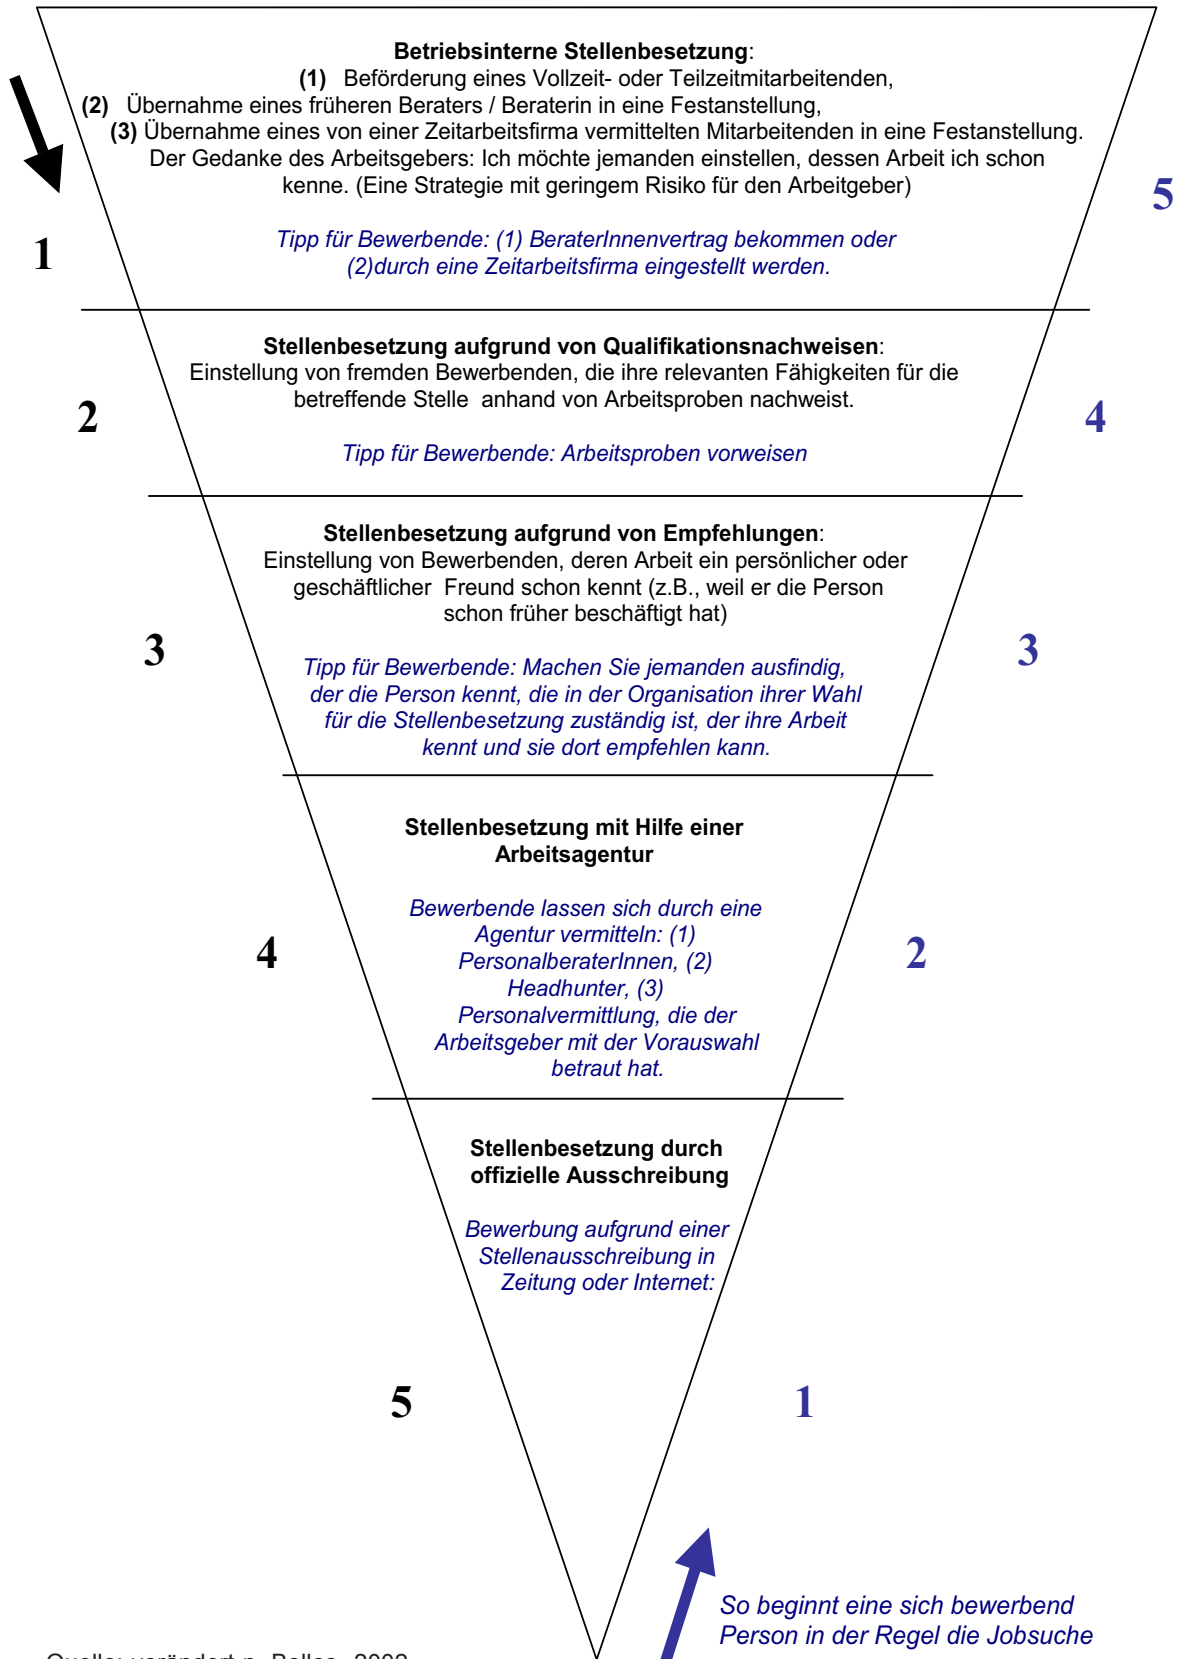 Betriebsinterne Stellenbesetzung:
(1) Beförderung eines Vollzeit- oder Teilzeitmitarbeitenden,
(2) Übernahme eines früheren Beraters / Beraterin in eine Festanstellung,
(3) Übernahme eines von einer Zeitarbeitsfirma vermittelten Mitarbeitenden in eine Festanstellung.
Der Gedanke des Arbeitsgebers: Ich möchte jemanden einstellen, dessen Arbeit ich schon
kenne. (Eine Strategie mit geringem Risiko für den Arbeitgeber)
5
1
Tipp für Bewerbende: (1) BeraterInnenvertrag bekommen oder
(2)durch eine Zeitarbeitsfirma eingestellt werden.
Stellenbesetzung aufgrund von Qualifikationsnachweisen:
Einstellung von fremden Bewerbenden, die ihre relevanten Fähigkeiten für die
betreffende Stelle anhand von Arbeitsproben nachweist.
2
4
Tipp für Bewerbende: Arbeitsproben vorweisen
Stellenbesetzung aufgrund von Empfehlungen:
Einstellung von Bewerbenden, deren Arbeit ein persönlicher oder
geschäftlicher Freund schon kennt (z.B., weil er die Person
schon früher beschäftigt hat)
3
3
Tipp für Bewerbende: Machen Sie jemanden ausfindig,
der die Person kennt, die in der Organisation ihrer Wahl
für die Stellenbesetzung zuständig ist, der ihre Arbeit
kennt und sie dort empfehlen kann.
Stellenbesetzung mit Hilfe einer
Arbeitsagentur
Bewerbende lassen sich durch eine
Agentur vermitteln: (1)
PersonalberaterInnen, (2)
Headhunter, (3)
Personalvermittlung, die der
Arbeitsgeber mit der Vorauswahl
betraut hat.
4
2
Stellenbesetzung durch
offizielle Ausschreibung
Bewerbung aufgrund einer
Stellenausschreibung in
Zeitung oder Internet:
5
1
So beginnt eine sich bewerbend
Person in der Regel die Jobsuche
Quelle: verändert n. Bolles, 2002